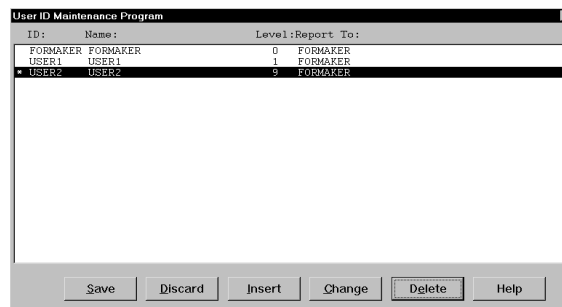 User ID Maintenance Program
ID: Name: Level:Report To:
FORMAKER FORMAKER 0 FORMAKER
USER1 USER1 1 FORMAKER
* USER2 USER2 9 FORMAKER
Save Discard Insert Change Delete Help